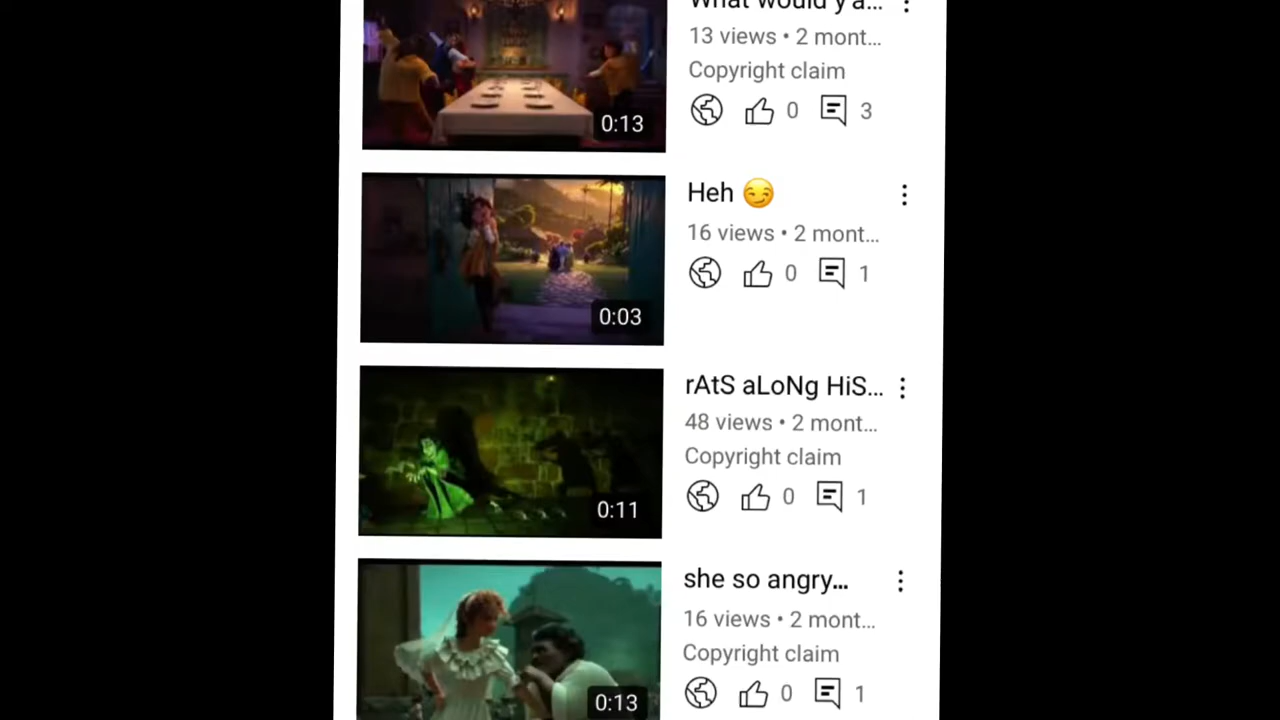 What would y'a...
13 views • 2 mont...
Copyright claim
0
3
0:13
Heh 😏
16 views • 2 mont...
0
1
0:03
rAtS aLoNg HiS...
48 views • 2 mont...
Copyright claim
0
1
0:11
she so angry...
16 views • 2 mont...
Copyright claim
0
1
0:13